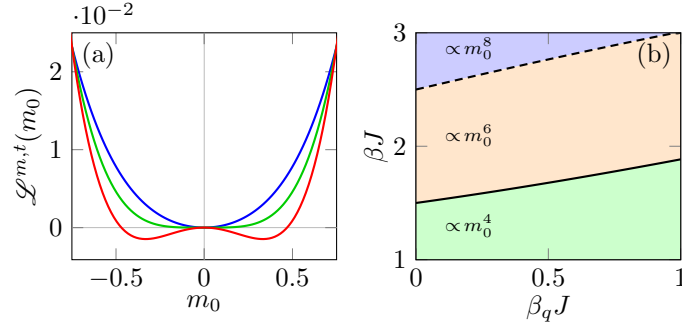 ·10⁻²
(a)
2
1
0
ℒ^{m,t}(m₀)
−0.5 0 0.5
m₀
(b)
3
2
1
βJ
∝m₀⁸
∝m₀⁶
∝m₀⁴
0 0.5 1
β_qJ